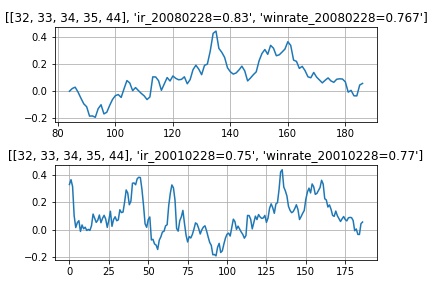 [[32, 33, 34, 35, 44], 'ir_20080228=0.83', 'winrate_20080228=0.767']
0.4
0.2
0.0
−0.2
80 100 120 140 160 180
[[32, 33, 34, 35, 44], 'ir_20010228=0.75', 'winrate_20010228=0.77']
0.4
0.2
0.0
−0.2
0 25 50 75 100 125 150 175